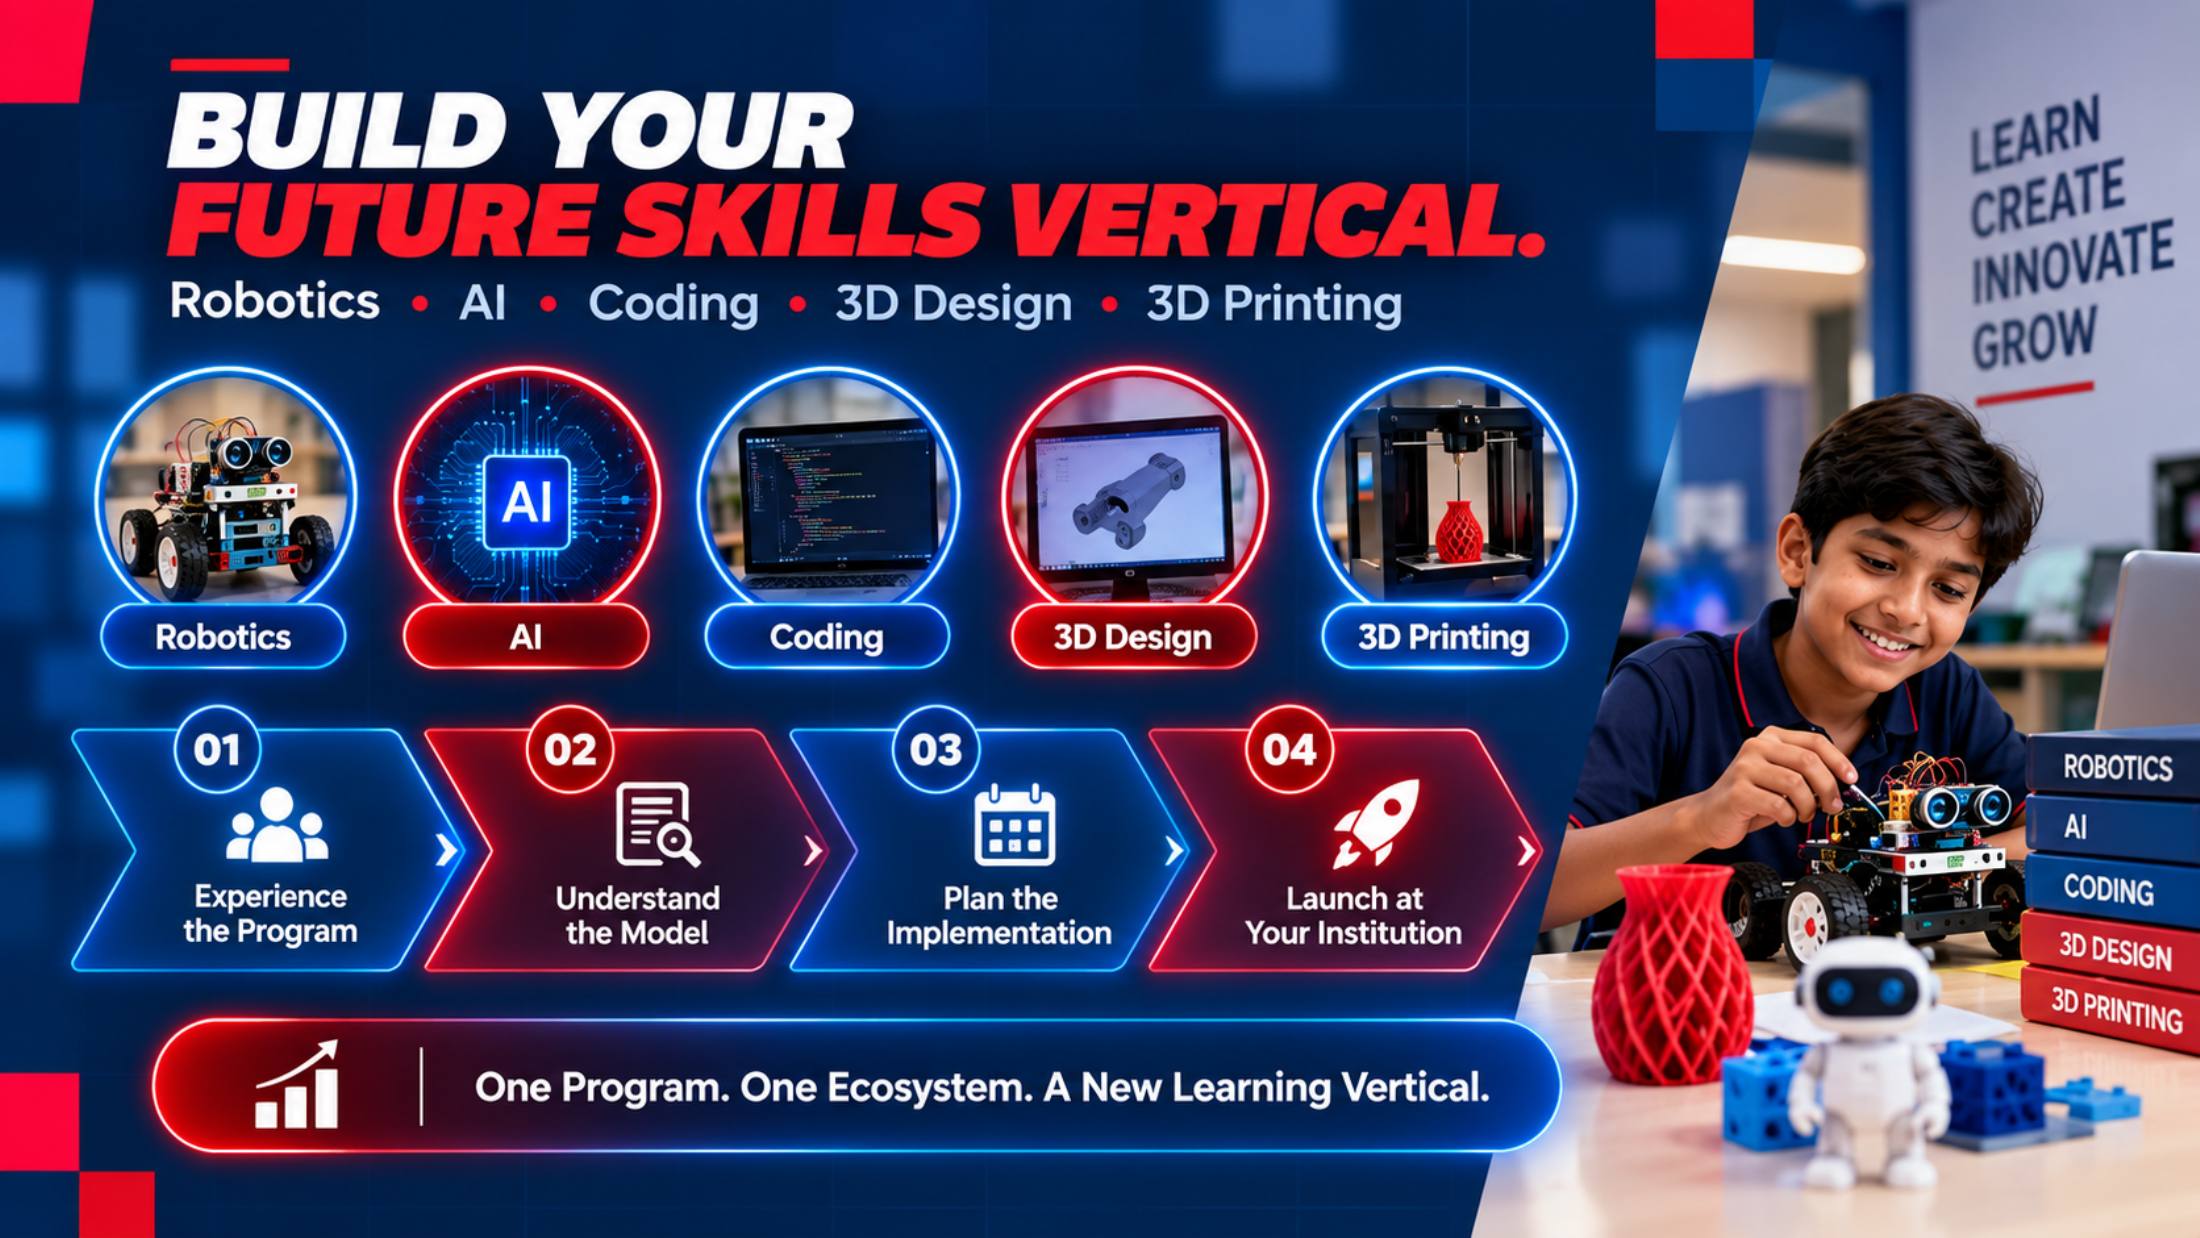 BUILD YOUR
FUTURE SKILLS VERTICAL.
Robotics • AI • Coding • 3D Design • 3D Printing
LEARN
CREATE
INNOVATE
GROW
AI
Robotics
AI
Coding
3D Design
3D Printing
01
Experience
the Program
02
Understand
the Model
03
Plan the
Implementation
04
Launch at
Your Institution
ROBOTICS
AI
CODING
3D DESIGN
3D PRINTING
One Program. One Ecosystem. A New Learning Vertical.